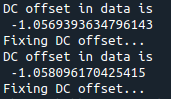 DC offset in data is
-1.0569393634796143
Fixing DC offset...
DC offset in data is
-1.058096170425415
Fixing DC offset...